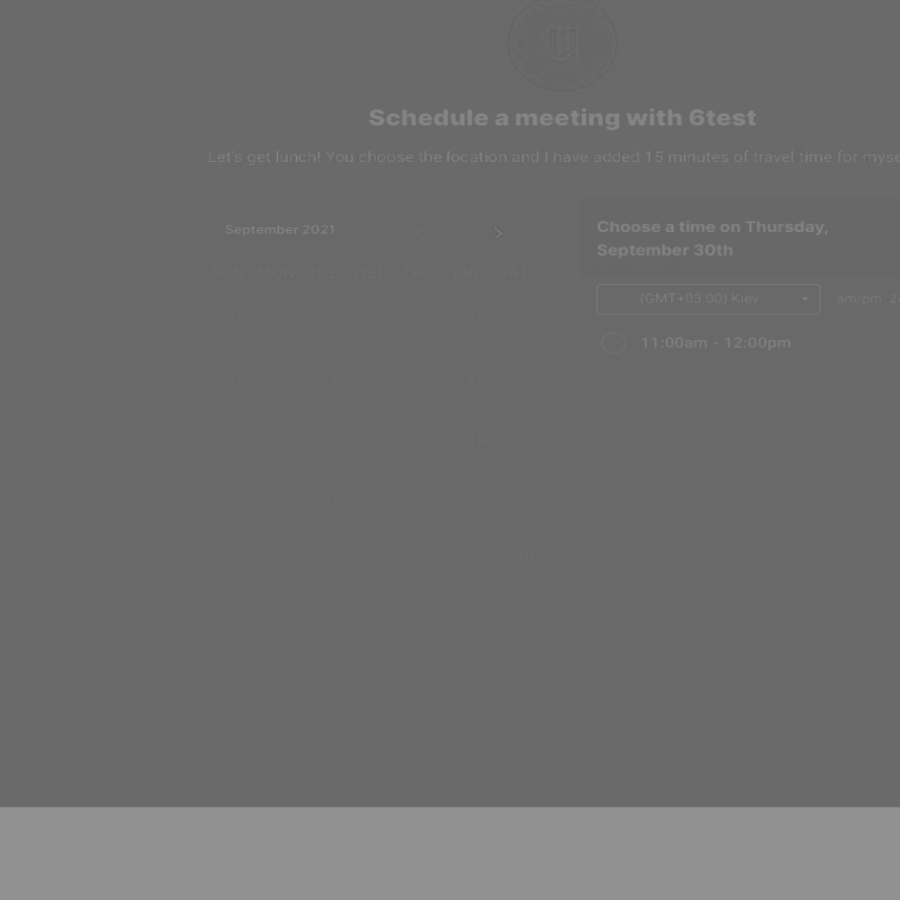 Schedule a meeting with 6test
Let's get lunch! You choose the location and I have added 15 minutes of travel time for myse
September 2021
SUN MON TUE WED THU FRI SAT
Choose a time on Thursday,
September 30th
(GMT+03:00) Kiev
am/pm
11:00am - 12:00pm